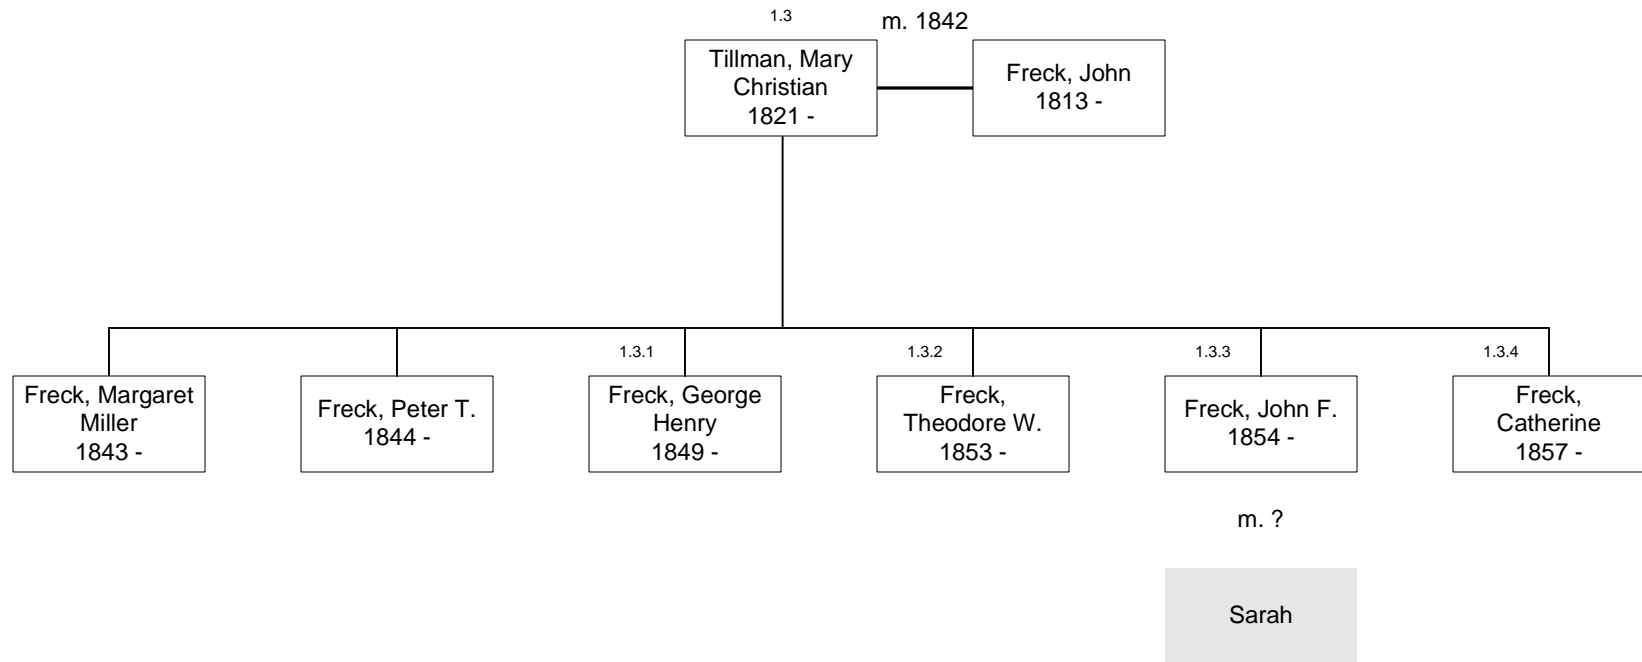 1.3
m. 1842
Tillman, Mary
Christian
1821 -
Freck, John
1813 -
Freck, Margaret
Miller
1843 -
Freck, Peter T.
1844 -
1.3.1
Freck, George
Henry
1849 -
1.3.2
Freck,
Theodore W.
1853 -
1.3.3
Freck, John F.
1854 -
m. ?
Sarah
1.3.4
Freck,
Catherine
1857 -